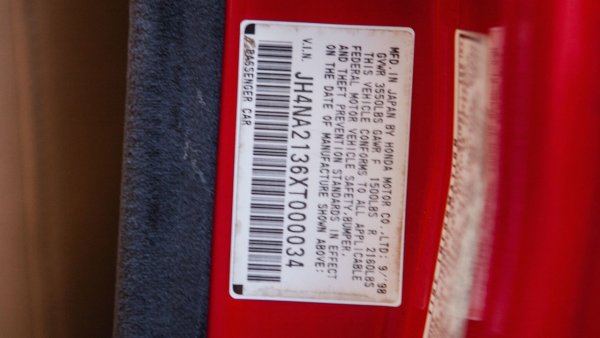 MFD. IN JAPAN BY HONDA MOTOR CO.,LTD: 9/'98
GVWR 3550LBS GAWR F 1500LBS R 2160LBS
THIS VEHICLE CONFORMS TO ALL APPLICABLE
FEDERAL MOTOR VEHICLE SAFETY,BUMPER,
AND THEFT PREVENTION STANDARDS IN EFFECT
ON THE DATE OF MANUFACTURE SHOWN ABOVE:
V.I.N. JH4NA2136XT000034
PASSENGER CAR